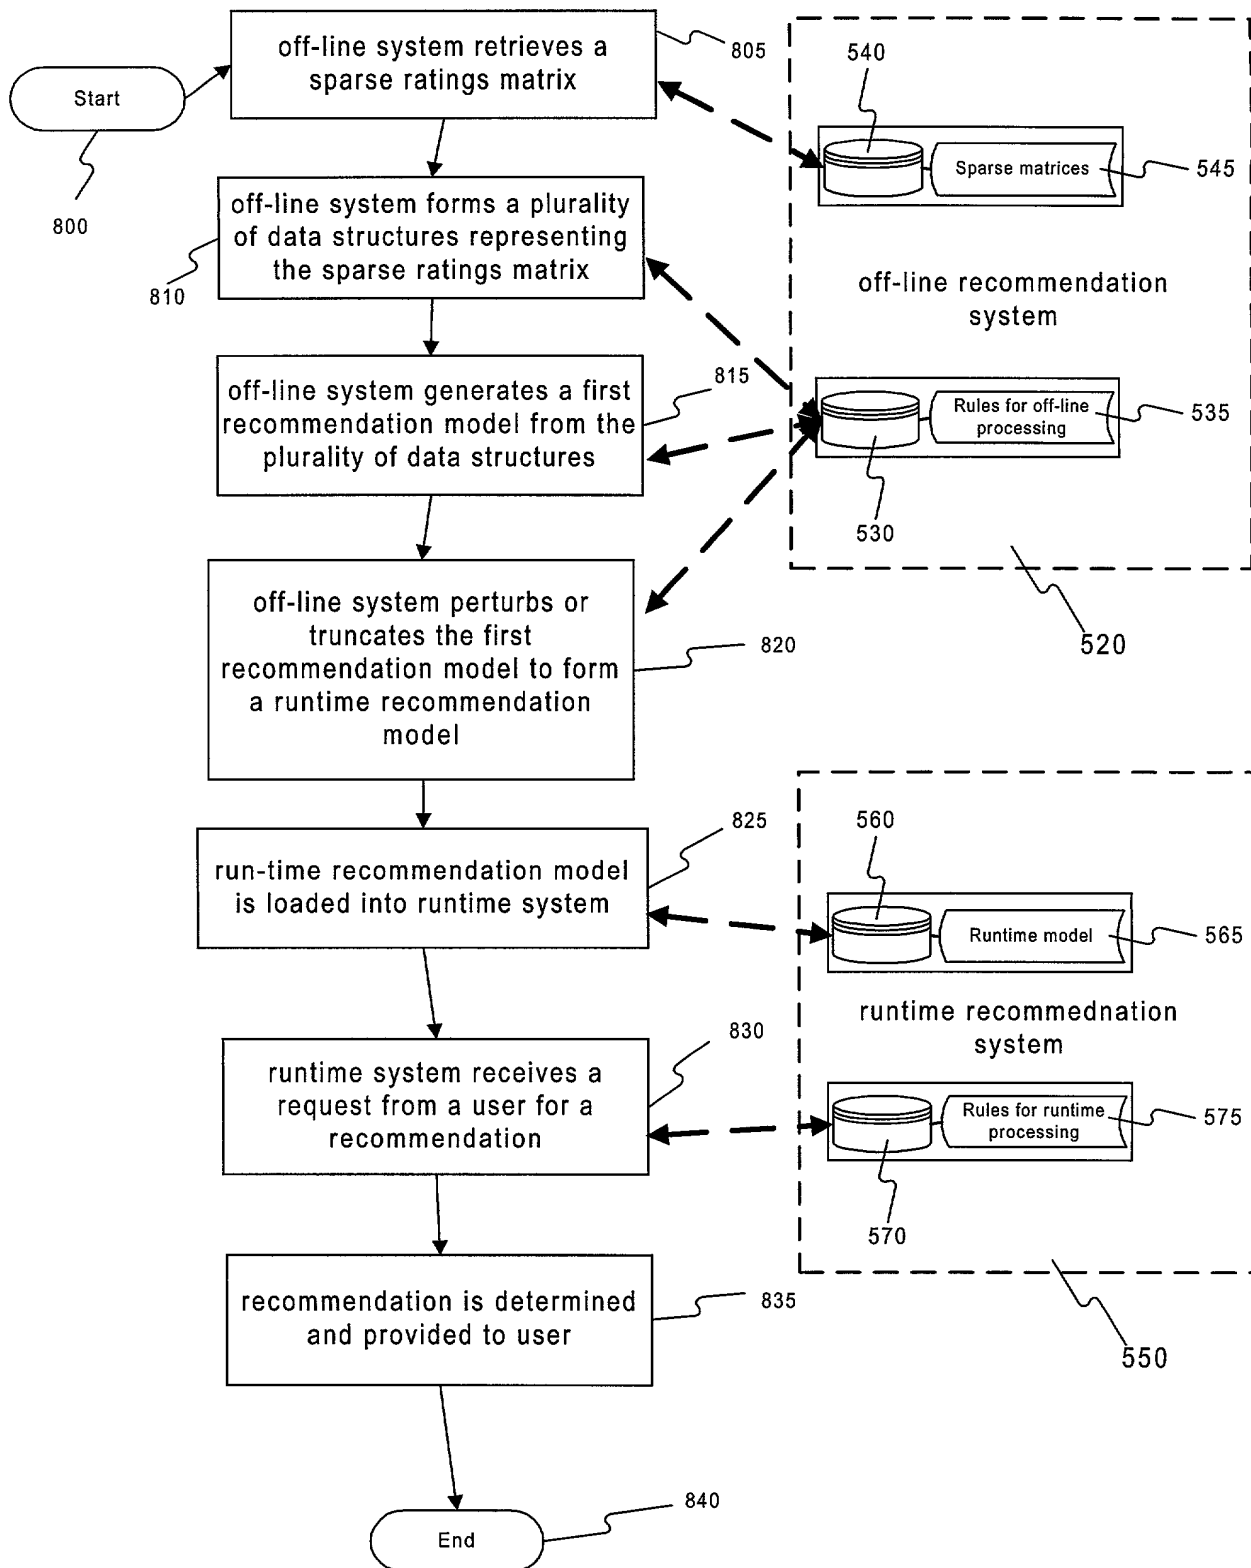 off-line system retrieves a
sparse ratings matrix
805
Start
800
off-line system forms a plurality
of data structures representing
the sparse ratings matrix
810
off-line system generates a first
recommendation model from the
plurality of data structures
815
off-line system perturbs or
truncates the first
recommendation model to form
a runtime recommendation
model
820
run-time recommendation model
is loaded into runtime system
825
runtime system receives a
request from a user for a
recommendation
830
recommendation is determined
and provided to user
835
End
840
540
Sparse matrices
545
off-line recommendation
system
Rules for off-line
processing
535
530
520
560
Runtime model
565
runtime recommednation
system
Rules for runtime
processing
575
570
550